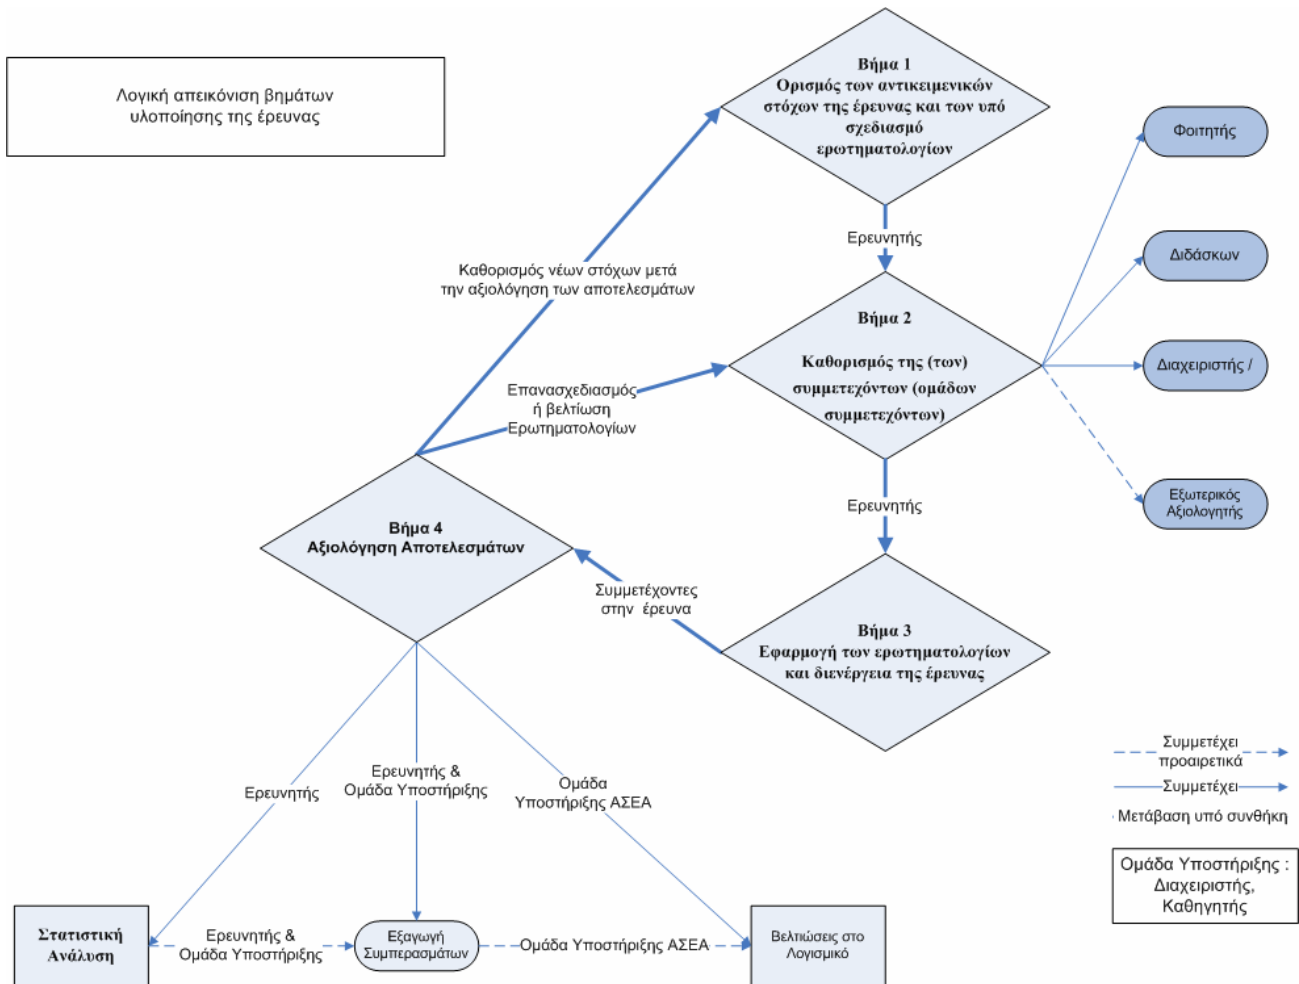 Λογική απεικόνιση βημάτων
υλοποίησης της έρευνας
Βήμα 1
Ορισμός των αντικειμενικών
στόχων της έρευνας και των υπό
σχεδιασμό
ερωτηματολογίων
Φοιτητής
Ερευνητής
Διδάσκων
Καθορισμός νέων στόχων μετά
την αξιολόγηση των αποτελεσμάτων
Βήμα 2
Καθορισμός της (των)
συμμετεχόντων (ομάδων
συμμετεχόντων)
Διαχειριστής /
Επανασχεδιασμός
ή βελτίωση
Ερωτηματολογίων
Ερευνητής
Εξωτερικός
Αξιολογητής
Βήμα 4
Αξιολόγηση Αποτελεσμάτων
Συμμετέχοντες
στην έρευνα
Βήμα 3
Εφαρμογή των ερωτηματολογίων
και διενέργεια της έρευνας
Συμμετέχει
προαιρετικά
Συμμετέχει
Μετάβαση υπό συνθήκη
Ερευνητής
Ερευνητής &
Ομάδα Υποστήριξης
Ομάδα
Υποστήριξης ΑΣΕΑ
Ομάδα Υποστήριξης :
Διαχειριστής,
Καθηγητής
Στατιστική
Ανάλυση
Ερευνητής &
Ομάδα Υποστήριξης
Εξαγωγή
Συμπερασμάτων
Ομάδα Υποστήριξης ΑΣΕΑ
Βελτιώσεις στο
Λογισμικό